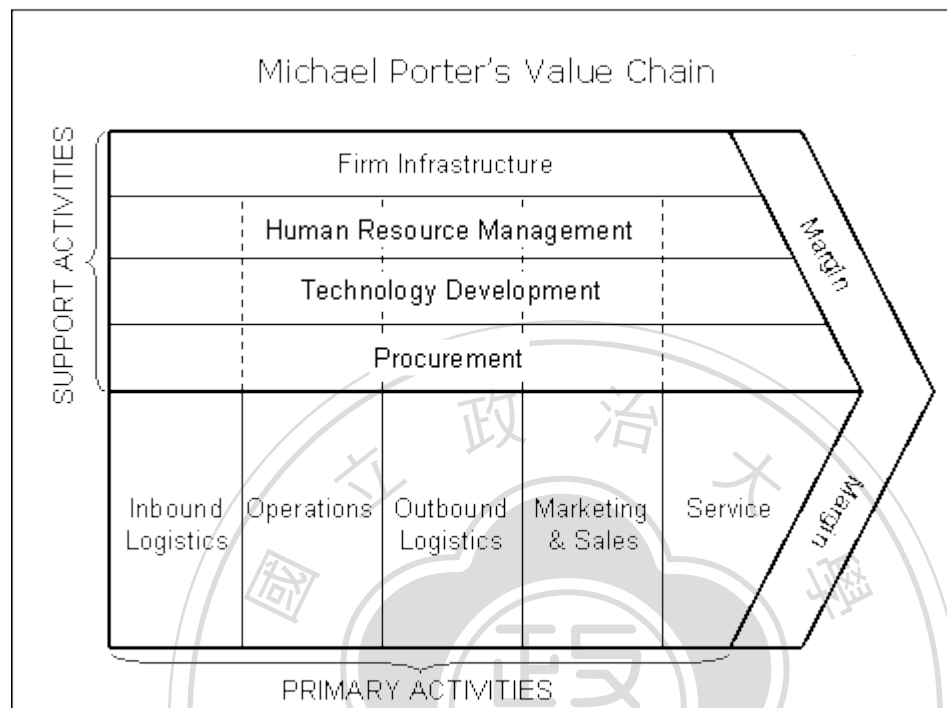 Michael Porter's Value Chain
SUPPORT ACTIVITIES
Firm Infrastructure
Human Resource Management
Technology Development
Procurement
Margin
Inbound
Logistics
Operations
Outbound
Logistics
Marketing
& Sales
Service
Margin
PRIMARY ACTIVITIES
國立政治大學
政